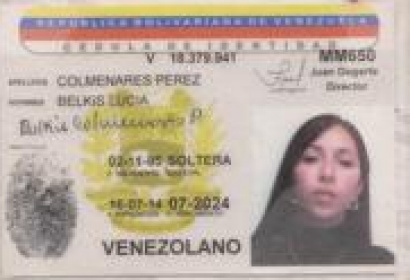 REPUBLICA BOLIVARIANA DE VENEZUELA
CEDULA DE IDENTIDAD
V 18.379.941 MM650
Juan Dugarte
Director
APELLIDOS COLMENARES PEREZ
NOMBRES BELKIS LUCIA
Belkis Colmenares P
02-11-85 SOLTERA
16-07-14 07-2024
VENEZOLANO